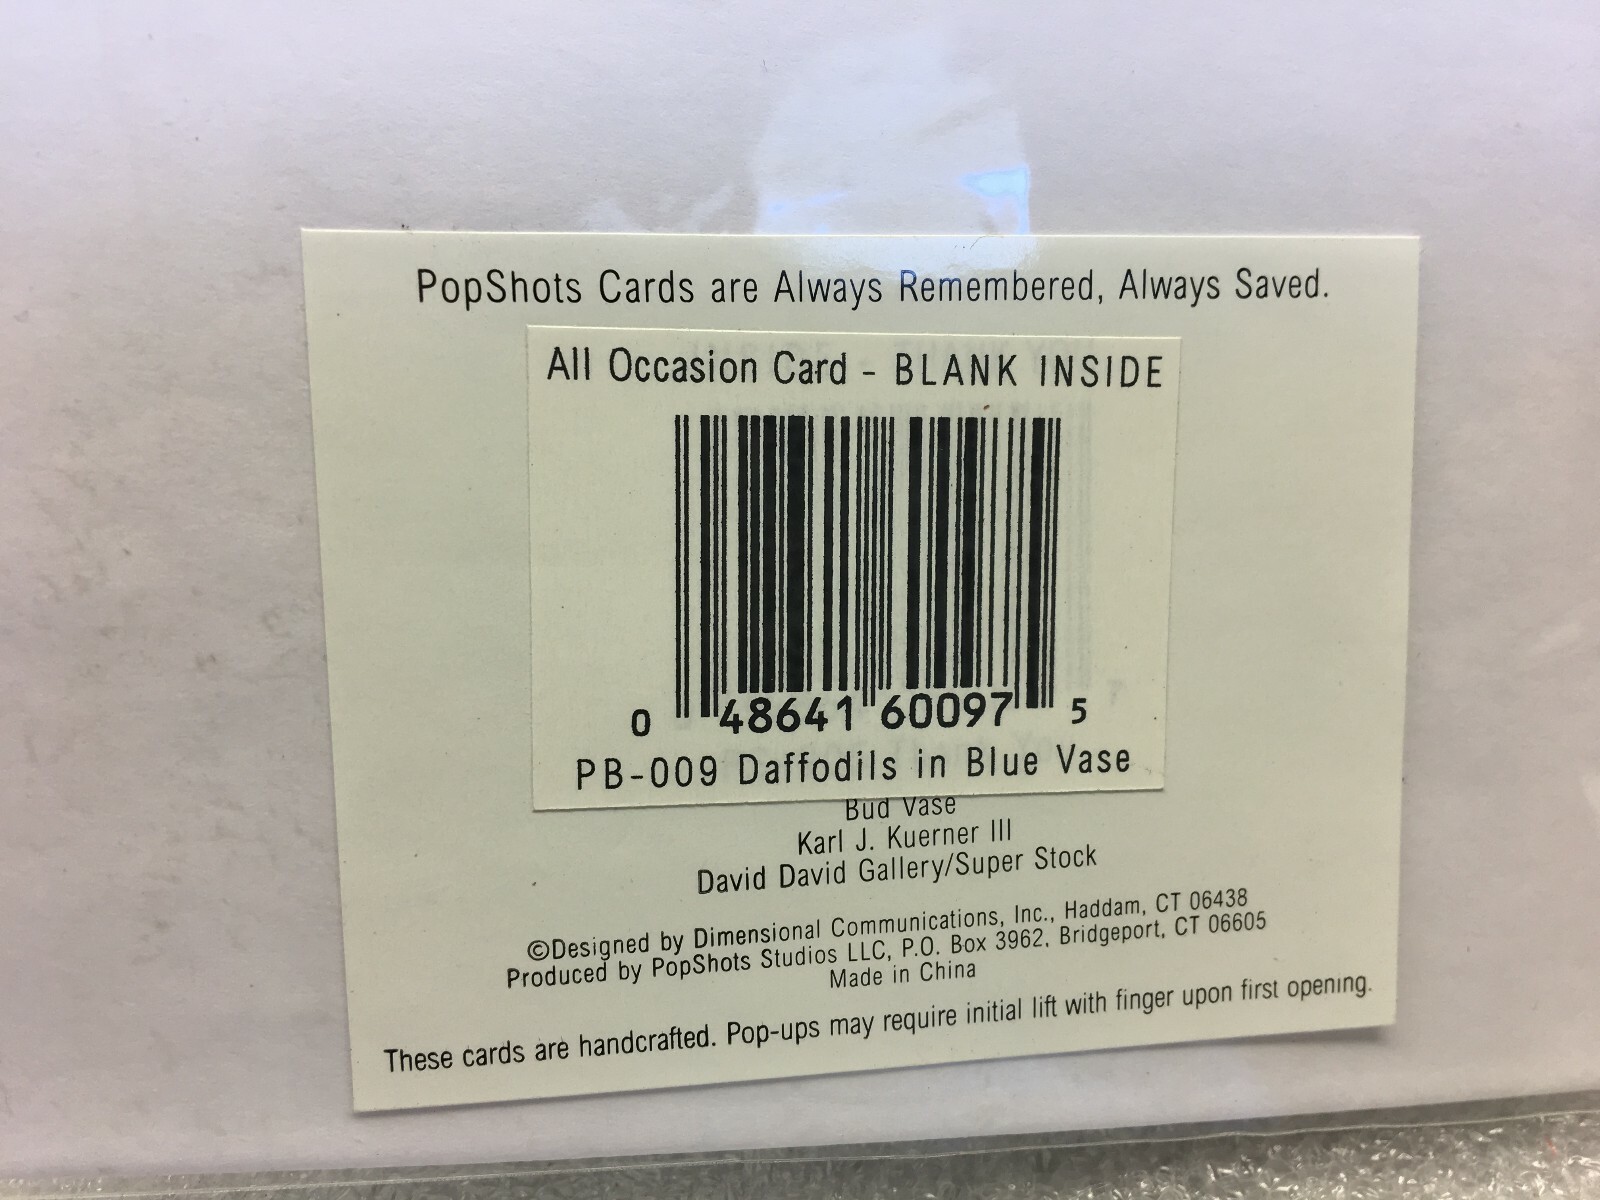 PopShots Cards are Always Remembered, Always Saved.
All Occasion Card - BLANK INSIDE
0 48641 60097 5
PB-009 Daffodils in Blue Vase
Bud Vase
Karl J. Kuerner III
David David Gallery/Super Stock
©Designed by Dimensional Communications, Inc., Haddam, CT 06438
Produced by PopShots Studios LLC, P.O. Box 3962, Bridgeport, CT 06605
Made in China
These cards are handcrafted. Pop-ups may require initial lift with finger upon first opening.